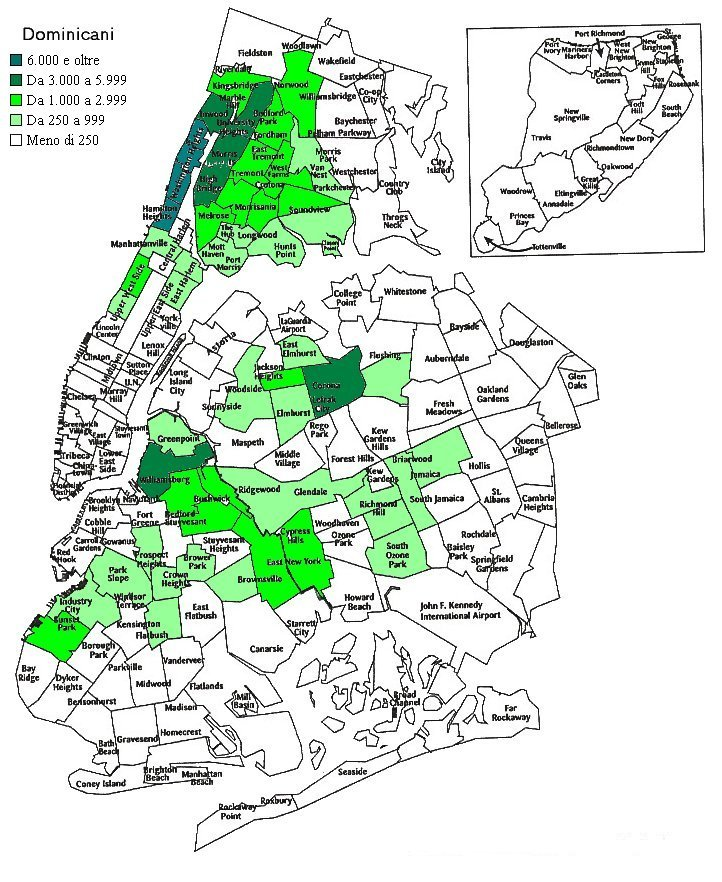 Dominicani
6.000 e oltre
Da 3.000 a 5.999
Da 1.000 a 2.999
Da 250 a 999
Meno di 250
Woodlawn
Fieldston
Wakefield
Riverdale
Eastchester
Kingsbridge
Norwood
Williamsbridge
Co-op
City
Marble
Hill
Inwood
Bedford
Park
Baychester
University
Heights
Fordham
Pelham Parkway
Washington Heights
East
Tremont
Morris
Park
Morris
Van
Nest
Westchester
City
Island
West
Farms
Tremont
High
Bridge
Crotona
Parkchester
Country
Club
Hamilton
Heights
Melrose
Morrisania
Soundview
Throgs
Neck
The
Hub
Longwood
Manhattanville
Central Harlem
Mott
Haven
Hunts
Point
Clason
Point
Port
Morris
East Harlem
Upper West Side
Upper East Side
York-
ville
Lincoln
Center
Lenox
Hill
Clinton
Midtown
Sutton
Place
U.N.
Murray
Hill
Chelsea
Greenwich
Village
East
Village
Stuyvesant
Town
Tribeca
Lower
East
Side
China-
town
Port Richmond
St.
George
Port
Ivory
Mariners
Harbor
West
New
Brighton
New
Brighton
Stapleton
Castleton
Corners
Grymes
Hill
Fox
Hills
Rosebank
Todt
Hill
South
Beach
New
Springville
Travis
New Dorp
Richmondtown
Oakwood
Great
Kills
Woodrow
Eltingville
Annadale
Princes
Bay
Tottenville
College
Point
Whitestone
LaGuardia
Airport
Bayside
Astoria
East
Elmhurst
Douglaston
Flushing
Auburndale
Jackson
Heights
Glen
Oaks
Long
Island
City
Corona
Woodside
Oakland
Gardens
Lefrak
City
Sunnyside
Elmhurst
Fresh
Meadows
Rego
Park
Bellerose
Kew
Gardens
Hills
Maspeth
Queens
Village
Middle
Village
Forest Hills
Briarwood
Hollis
Kew
Gardens
Jamaica
Greenpoint
Williamsburg
Ridgewood
Glendale
South Jamaica
St.
Albans
Cambria
Heights
Richmond
Hill
Bushwick
Bedford
Stuyvesant
Brooklyn
Heights
Navy Yard
Fort
Greene
Woodhaven
Ozone
Park
Rochdale
Cobble
Hill
Cypress
Hills
Stuyvesant
Heights
Baisley
Park
Carroll
Gardens
Gowanus
South
Ozone
Park
Springfield
Gardens
Red
Hook
Prospect
Heights
Brower
Park
East New York
Park
Slope
Crown
Heights
Brownsville
Industry
City
Windsor
Terrace
Howard
Beach
John F. Kennedy
International Airport
Sunset
Park
Kensington
East
Flatbush
Flatbush
Starrett
City
Borough
Park
Canarsie
Bay
Ridge
Parkville
Vanderveer
Dyker
Heights
Midwood
Flatlands
Bensonhurst
Mill
Basin
Broad
Channel
Madison
Far
Rockaway
Bath
Beach
Gravesend
Homecrest
Brighton
Beach
Manhattan
Beach
Coney Island
Seaside
Roxbury
Rockaway
Point